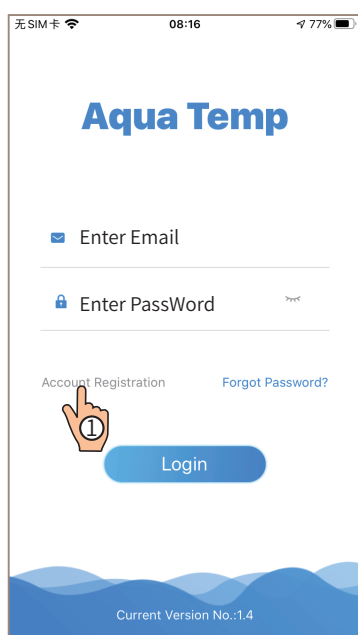 无SIM卡 08:16 77%
Aqua Temp
Enter Email
Enter PassWord
Account Registration Forgot Password?
1
Login
Current Version No.:1.4